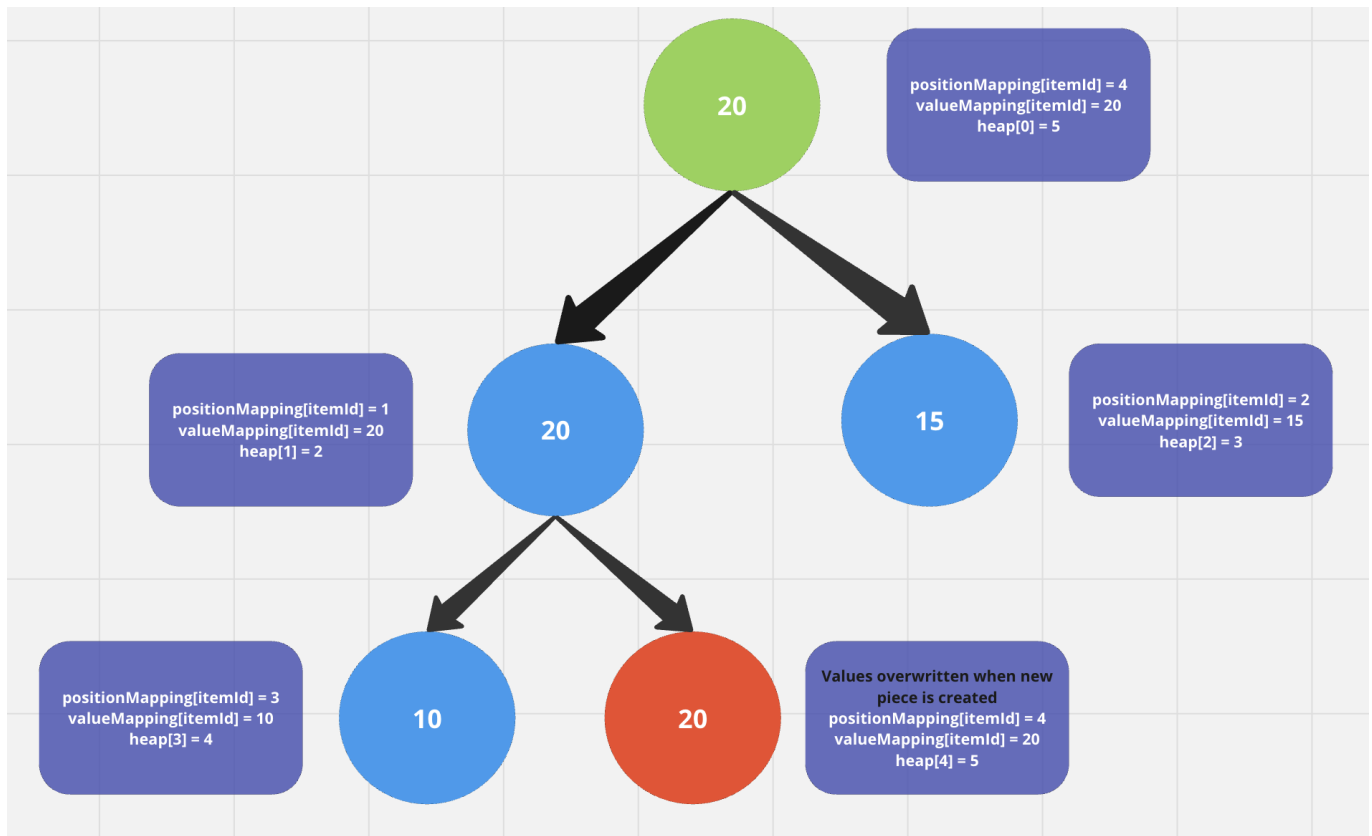 20
positionMapping[itemId] = 4
valueMapping[itemId] = 20
heap[0] = 5
positionMapping[itemId] = 1
valueMapping[itemId] = 20
heap[1] = 2
20
15
positionMapping[itemId] = 2
valueMapping[itemId] = 15
heap[2] = 3
positionMapping[itemId] = 3
valueMapping[itemId] = 10
heap[3] = 4
10
20
Values overwritten when new
piece is created
positionMapping[itemId] = 4
valueMapping[itemId] = 20
heap[4] = 5